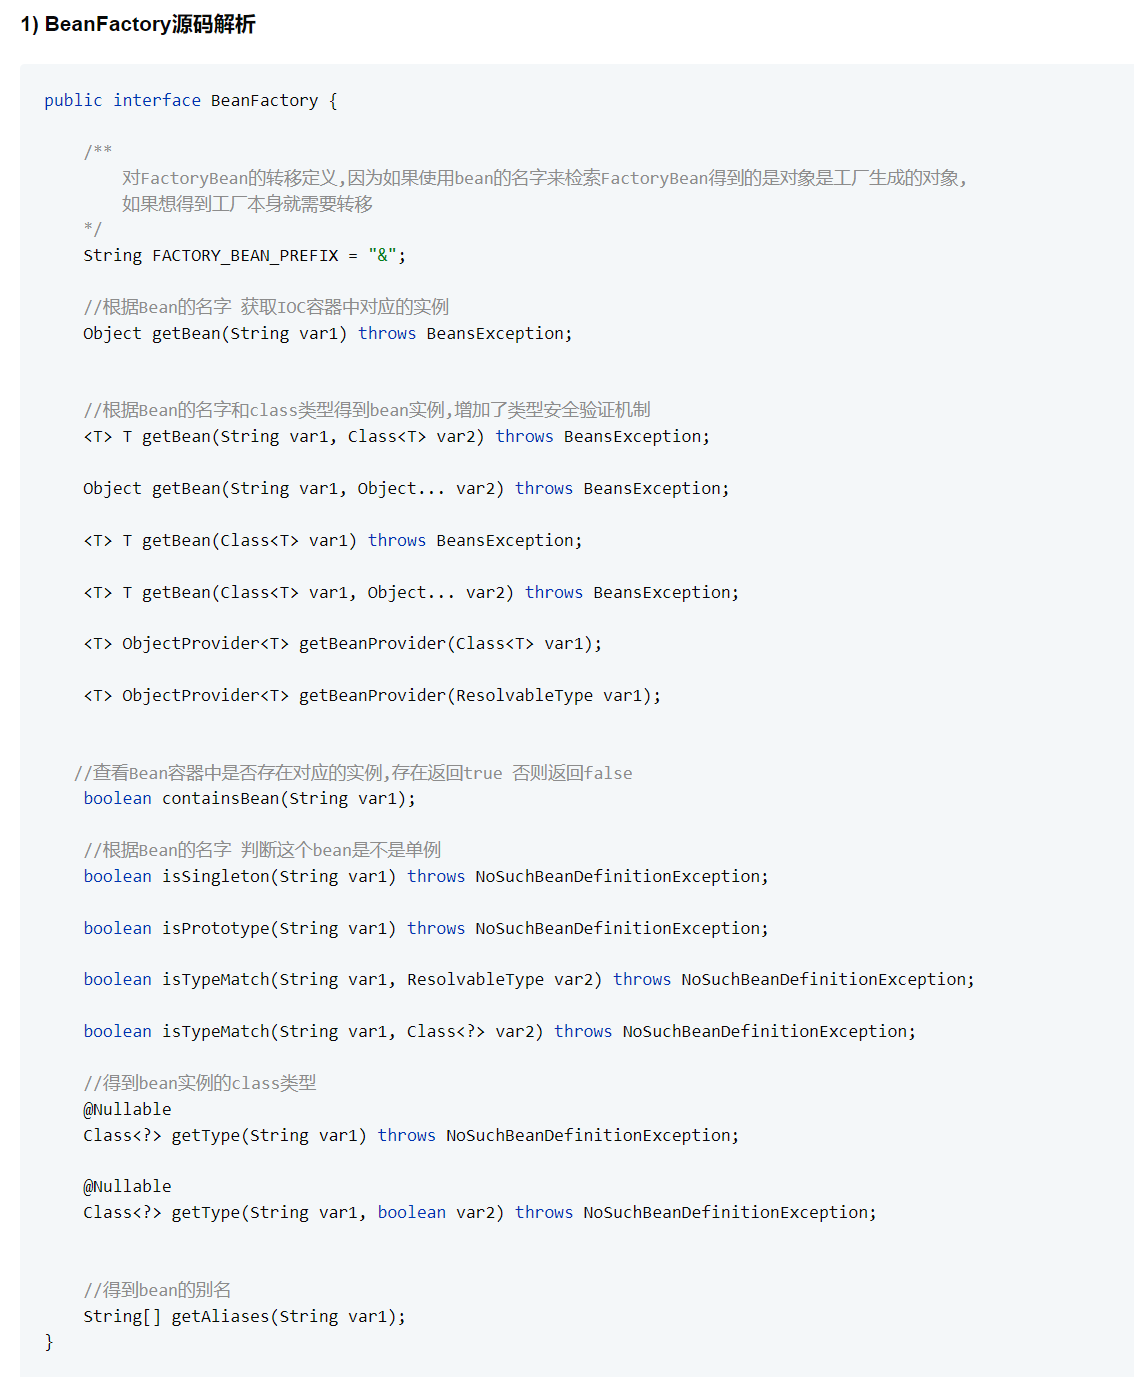 1) BeanFactory源码解析
public interface BeanFactory {
/**
对FactoryBean的转移定义,因为如果使用bean的名字来检索FactoryBean得到的是对象是工厂生成的对象,
如果想得到工厂本身就需要转移
*/
String FACTORY_BEAN_PREFIX = "&";
//根据Bean的名字 获取IOC容器中对应的实例
Object getBean(String var1) throws BeansException;
//根据Bean的名字和class类型得到bean实例,增加了类型安全验证机制
<T> T getBean(String var1, Class<T> var2) throws BeansException;
Object getBean(String var1, Object... var2) throws BeansException;
<T> T getBean(Class<T> var1) throws BeansException;
<T> T getBean(Class<T> var1, Object... var2) throws BeansException;
<T> ObjectProvider<T> getBeanProvider(Class<T> var1);
<T> ObjectProvider<T> getBeanProvider(ResolvableType var1);
//查看Bean容器中是否存在对应的实例,存在返回true 否则返回false
boolean containsBean(String var1);
//根据Bean的名字 判断这个bean是不是单例
boolean isSingleton(String var1) throws NoSuchBeanDefinitionException;
boolean isPrototype(String var1) throws NoSuchBeanDefinitionException;
boolean isTypeMatch(String var1, ResolvableType var2) throws NoSuchBeanDefinitionException;
boolean isTypeMatch(String var1, Class<?> var2) throws NoSuchBeanDefinitionException;
//得到bean实例的class类型
@Nullable
Class<?> getType(String var1) throws NoSuchBeanDefinitionException;
@Nullable
Class<?> getType(String var1, boolean var2) throws NoSuchBeanDefinitionException;
//得到bean的别名
String[] getAliases(String var1);
}